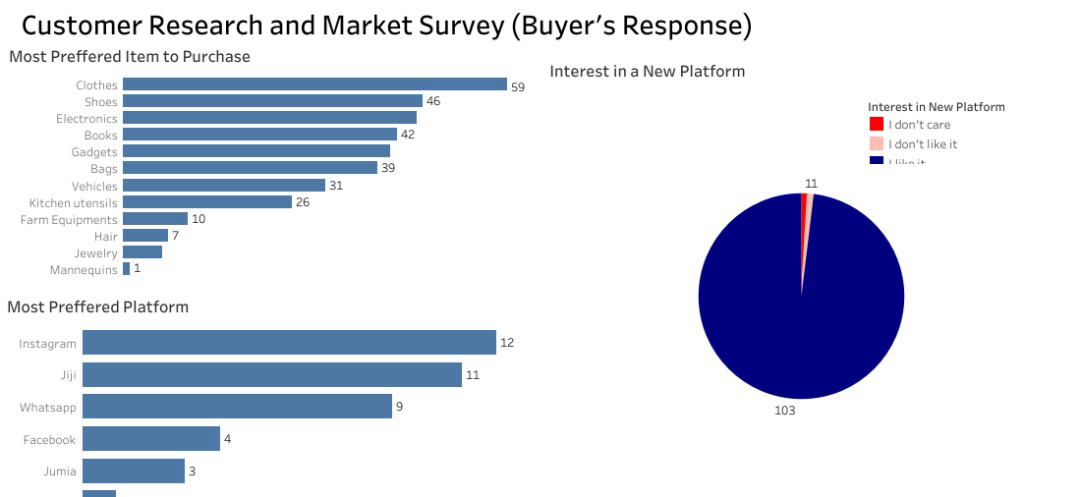 Customer Research and Market Survey (Buyer's Response)
Most Preffered Item to Purchase
Clothes 59
Shoes 46
Electronics
Books 42
Gadgets
Bags 39
Vehicles 31
Kitchen utensils 26
Farm Equipments 10
Hair 7
Jewelry
Mannequins 1
Most Preffered Platform
Instagram 12
Jiji 11
Whatsapp 9
Facebook 4
Jumia 3
Interest in a New Platform
Interest in New Platform
I don't care
I don't like it
I like it
11
103